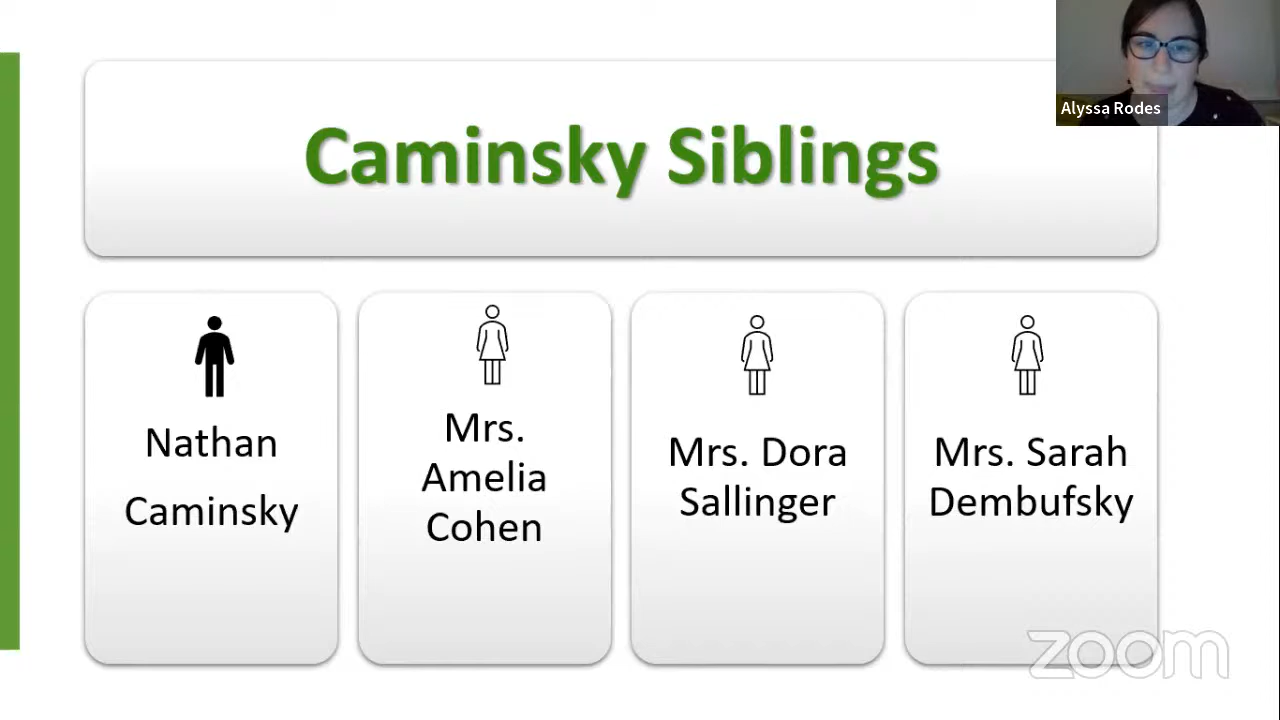 Alyssa Rodes
Caminsky Siblings
Nathan
Caminsky
Mrs.
Amelia
Cohen
Mrs. Dora
Sallinger
Mrs. Sarah
Dembufsky
zoom